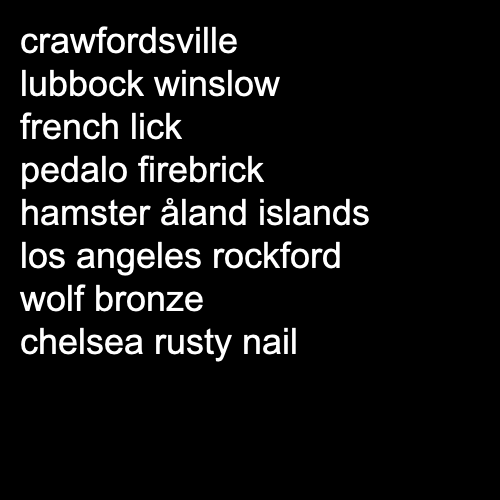 crawfordsville
lubbock winslow
french lick
pedalo firebrick
hamster åland islands
los angeles rockford
wolf bronze
chelsea rusty nail